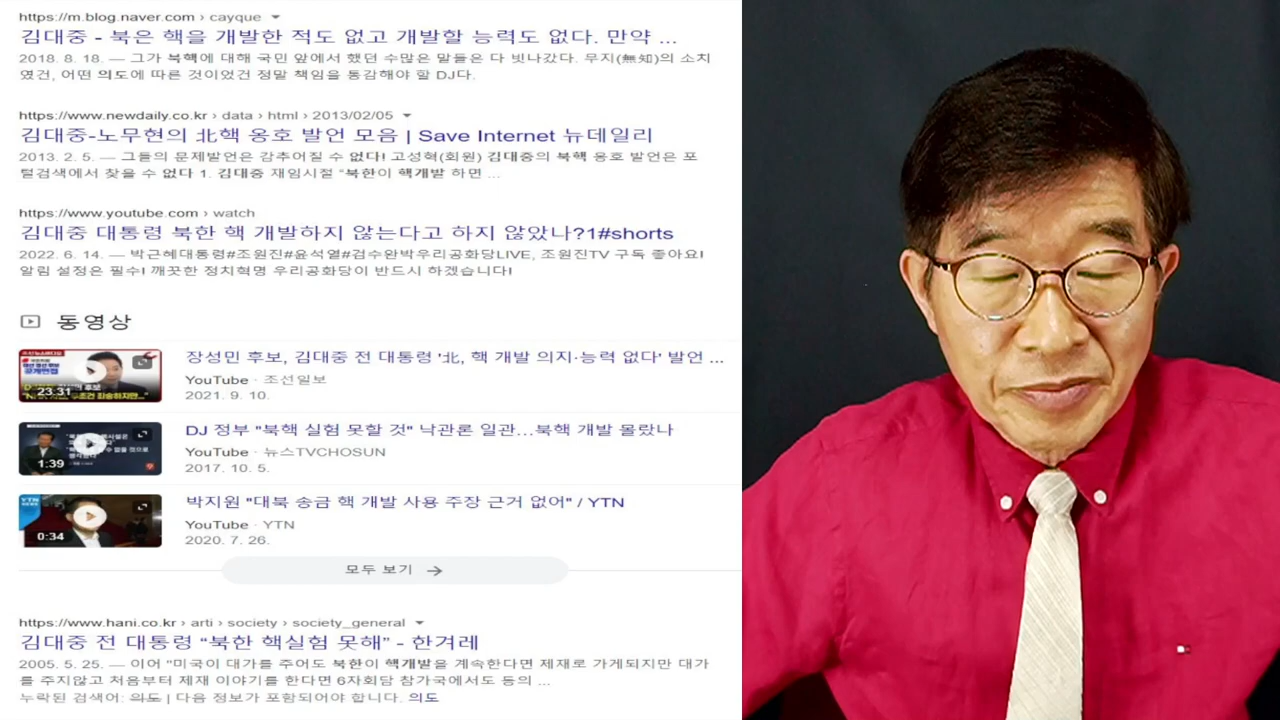 https://m.blog.naver.com › cayque
김대중 - 북은 핵을 개발한 적도 없고 개발할 능력도 없다. 만약 ...
2018. 8. 18. — 그가 북핵에 대해 국민 앞에서 했던 수많은 말들은 다 빗나갔다. 무지(無知)의 소치
였건, 어떤 의도에 따른 것이었건 정말 책임을 통감해야 할 DJ다.
https://www.newdaily.co.kr › data › html › 2013/02/05
김대중-노무현의 北핵 옹호 발언 모음 | Save Internet 뉴데일리
2013. 2. 5. — 그들의 문제발언은 감추어질 수 없다! 고성혁(회원) 김대중의 북핵 옹호 발언은 포
털검색에서 찾을 수 없다 1. 김대중 재임시절 “북한이 핵개발 하면 ...
https://www.youtube.com › watch
김대중 대통령 북한 핵 개발하지 않는다고 하지 않았나?1#shorts
2022. 6. 14. — 박근혜대통령#조원진#윤석열#검수완박우리공화당LIVE, 조원진TV 구독 좋아요!
알림 설정은 필수! 깨끗한 정치혁명 우리공화당이 반드시 하겠습니다!
동영상
장성민 후보, 김대중 전 대통령 '北, 핵 개발 의지·능력 없다' 발언 ...
YouTube · 조선일보
2021. 9. 10.
23:31
DJ 정부 "북핵 실험 못할 것" 낙관론 일관...북핵 개발 몰랐나
YouTube · 뉴스TVCHOSUN
2017. 10. 5.
1:39
박지원 "대북 송금 핵 개발 사용 주장 근거 없어" / YTN
YouTube · YTN
2020. 7. 26.
YTN
0:34
모두 보기 →
https://www.hani.co.kr › arti › society › society_general
김대중 전 대통령 “북한 핵실험 못해” - 한겨레
2005. 5. 25. — 이어 "미국이 대가를 주어도 북한이 핵개발을 계속한다면 제재로 가게되지만 대가
를 주지않고 처음부터 제재 이야기를 한다면 6자회담 참가국에서도 동의 ...
누락된 검색어: 의도 | 다음 정보가 포함되어야 합니다. 의도